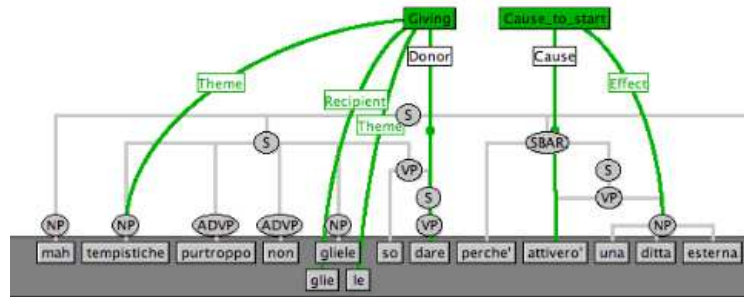 Giving Cause_to_start
Donor Cause
Theme Effect
Recipient
Theme S
S SBAR
VP S
S VP
NP NP ADVP ADVP NP VP NP
mah tempistiche purtroppo non gliele so dare perche' attivero' una ditta esterna
glie le